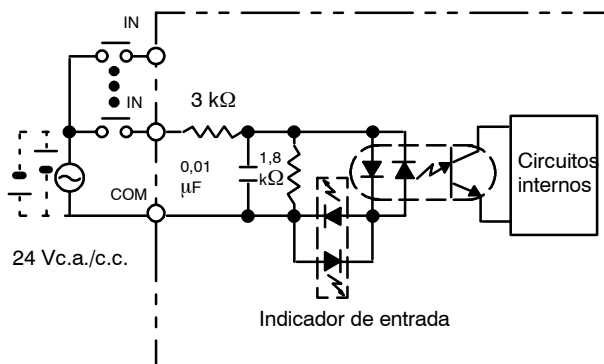 IN
IN
3 kΩ
0,01
μF
1,8
kΩ
COM
Circuitos
internos
24 Vc.a./c.c.
Indicador de entrada